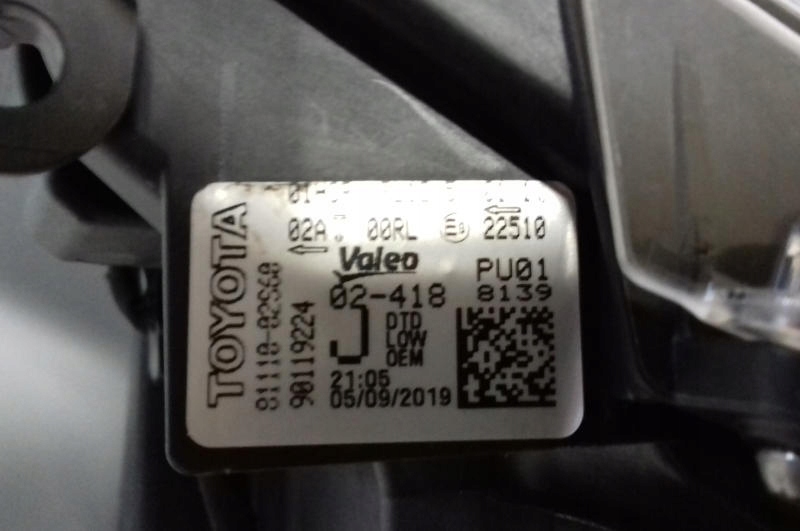 02A 00RL E9 22510
Valeo
PU01
02-418
8139
J
DTD
LOW
OEM
21:05
05/09/2019
TOYOTA
81110-02S60
90119224